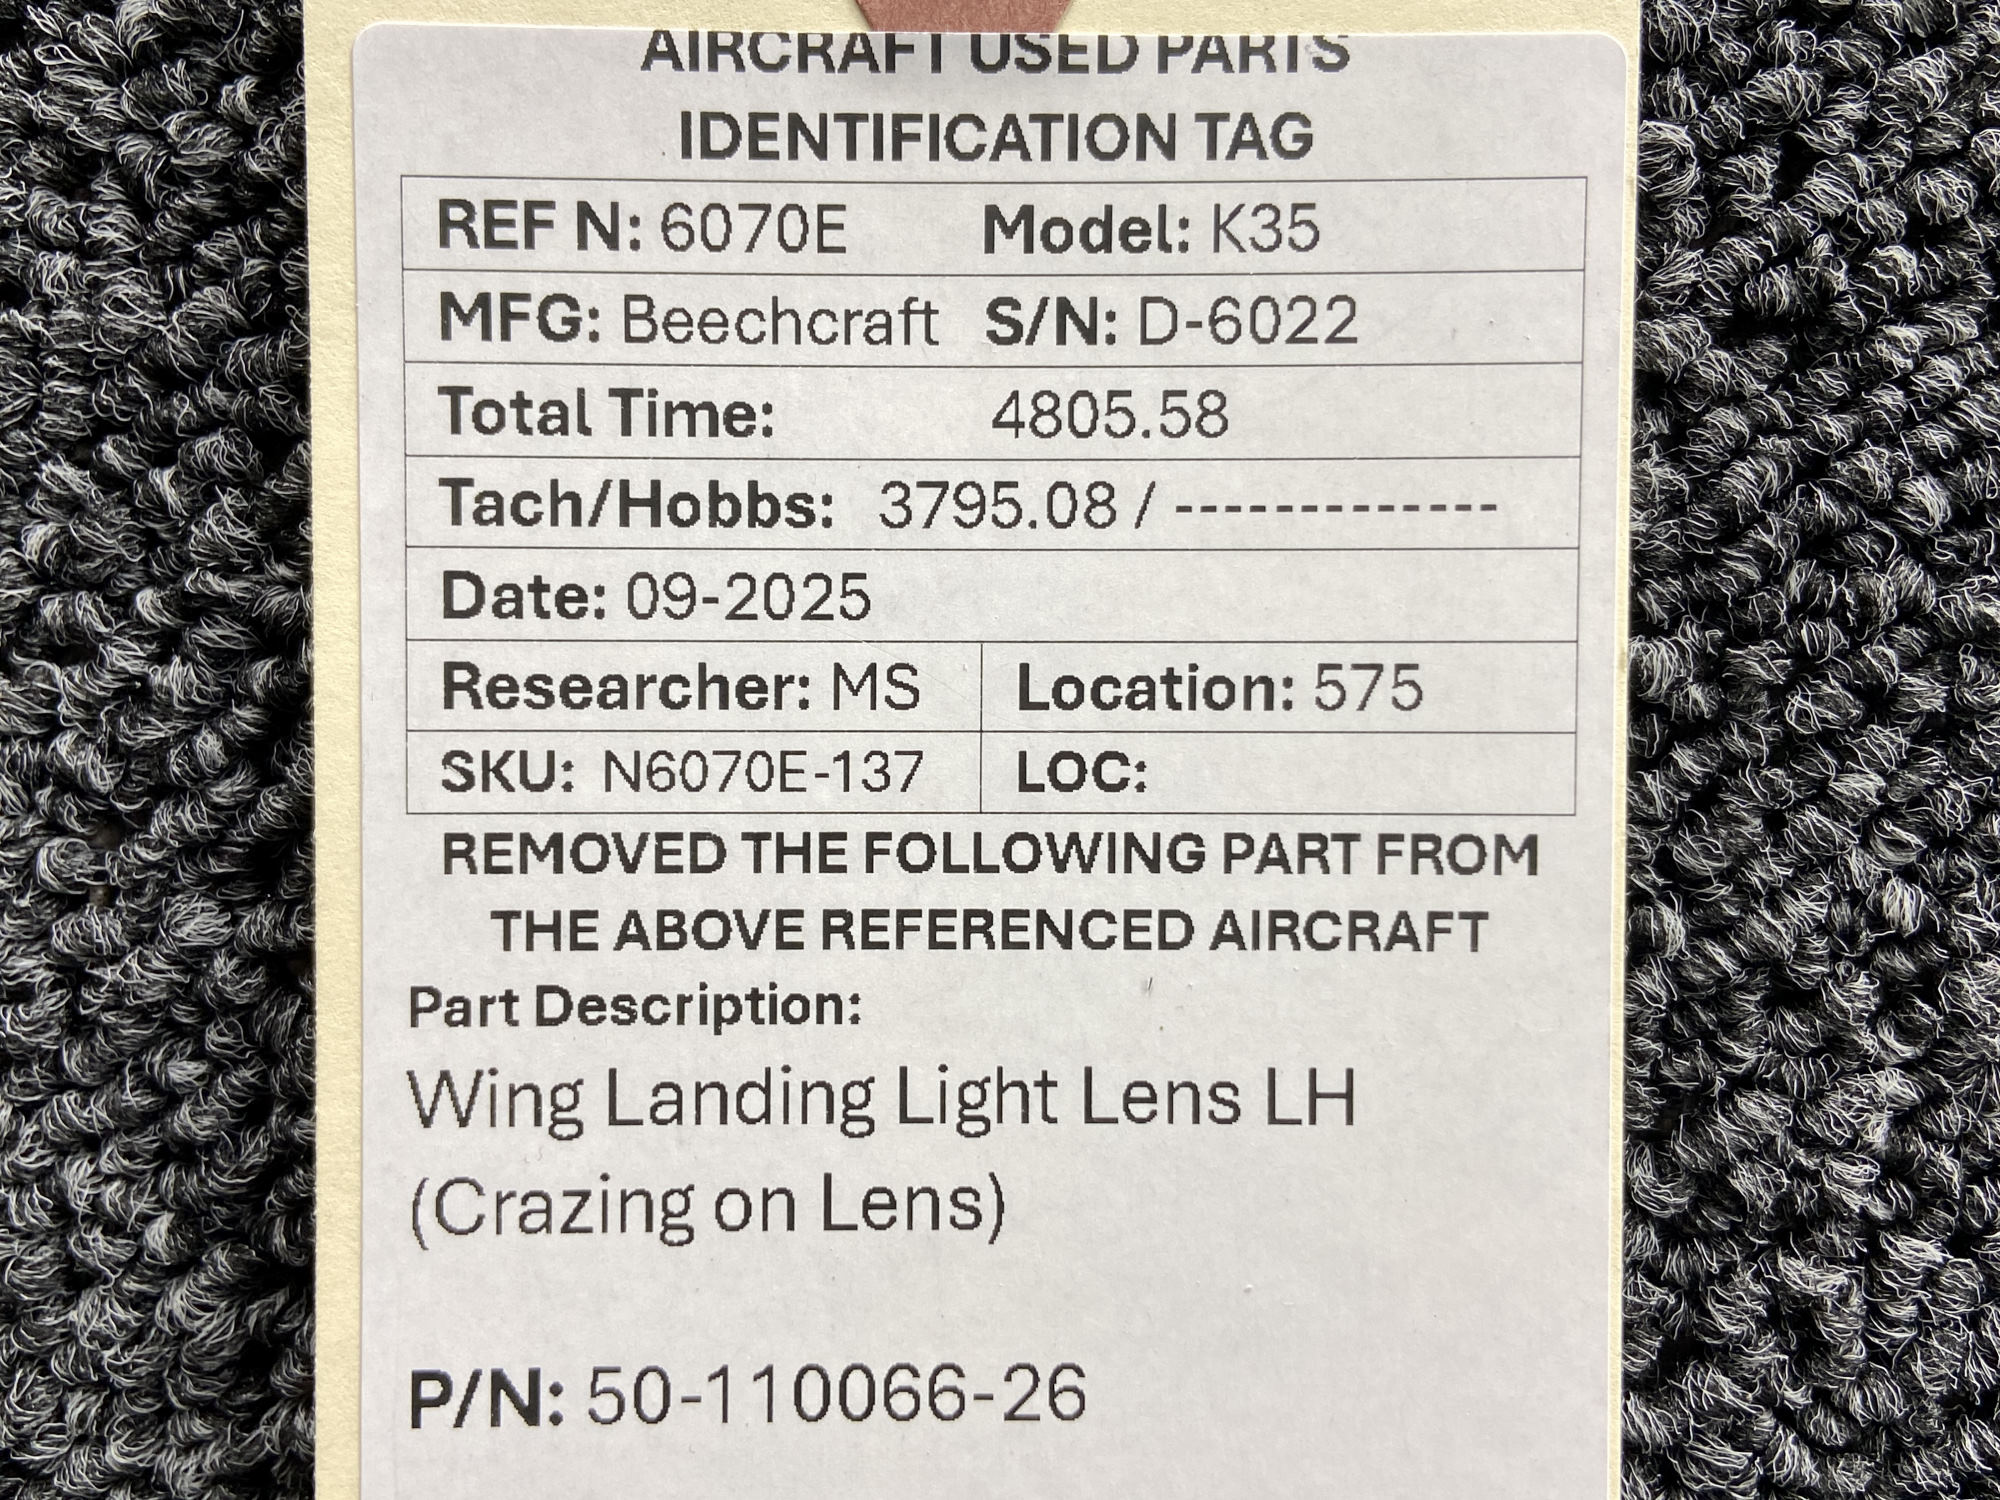 AIRCRAFT USED PARTS
IDENTIFICATION TAG
REF N: 6070E Model: K35
MFG: Beechcraft S/N: D-6022
Total Time: 4805.58
Tach/Hobbs: 3795.08 / -------------
Date: 09-2025
Researcher: MS Location: 575
SKU: N6070E-137 LOC:
REMOVED THE FOLLOWING PART FROM
THE ABOVE REFERENCED AIRCRAFT
Part Description:
Wing Landing Light Lens LH
(Crazing on Lens)
P/N: 50-110066-26